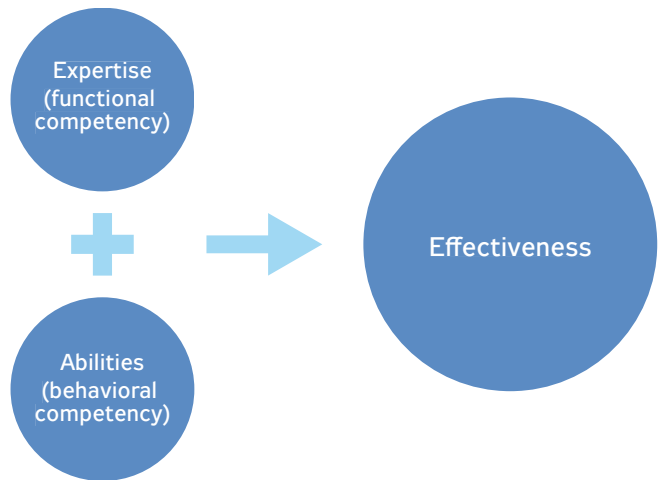 Expertise
(functional
competency)
Abilities
(behavioral
competency)
Effectiveness